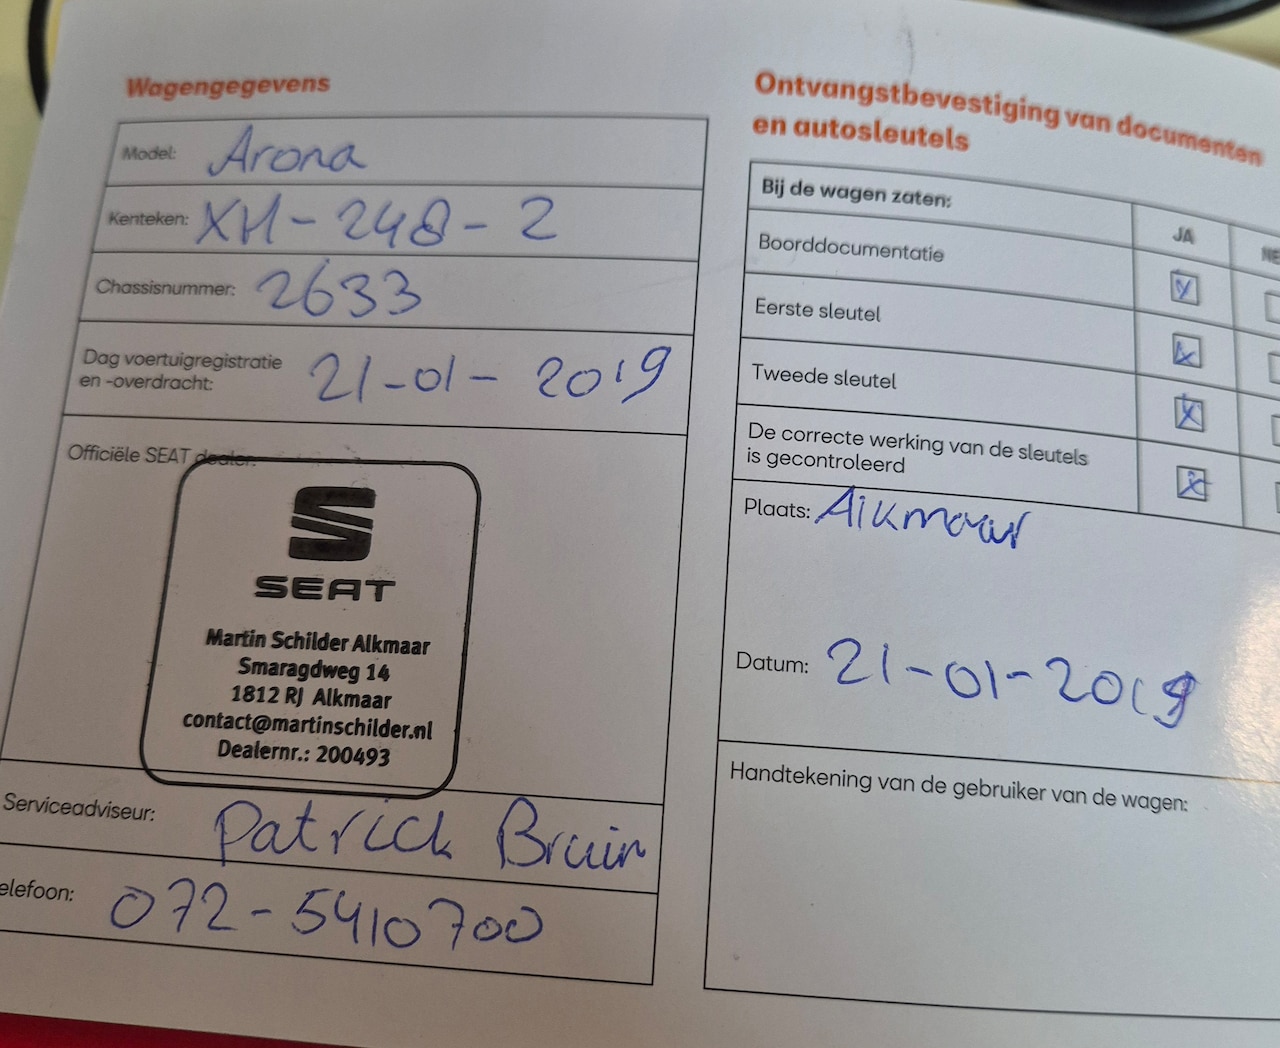 Wagengegevens
Model: Arona
Kenteken: XH-248-2
Chassisnummer: 2633
Dag voertuigregistratie
en -overdracht: 21-01-2019
Officiële SEAT dealer:
SEAT
Martin Schilder Alkmaar
Smaragdweg 14
1812 RJ Alkmaar
contact@martinschilder.nl
Dealernr.: 200493
Serviceadviseur: Patrick Bruin
elefoon: 072-5410700
Ontvangstbevestiging van documenten
en autosleutels
Bij de wagen zaten:
JA NE
Boorddocumentatie
Eerste sleutel
Tweede sleutel
De correcte werking van de sleutels
is gecontroleerd
Plaats: Alkmaar
Datum: 21-01-2019
Handtekening van de gebruiker van de wagen: